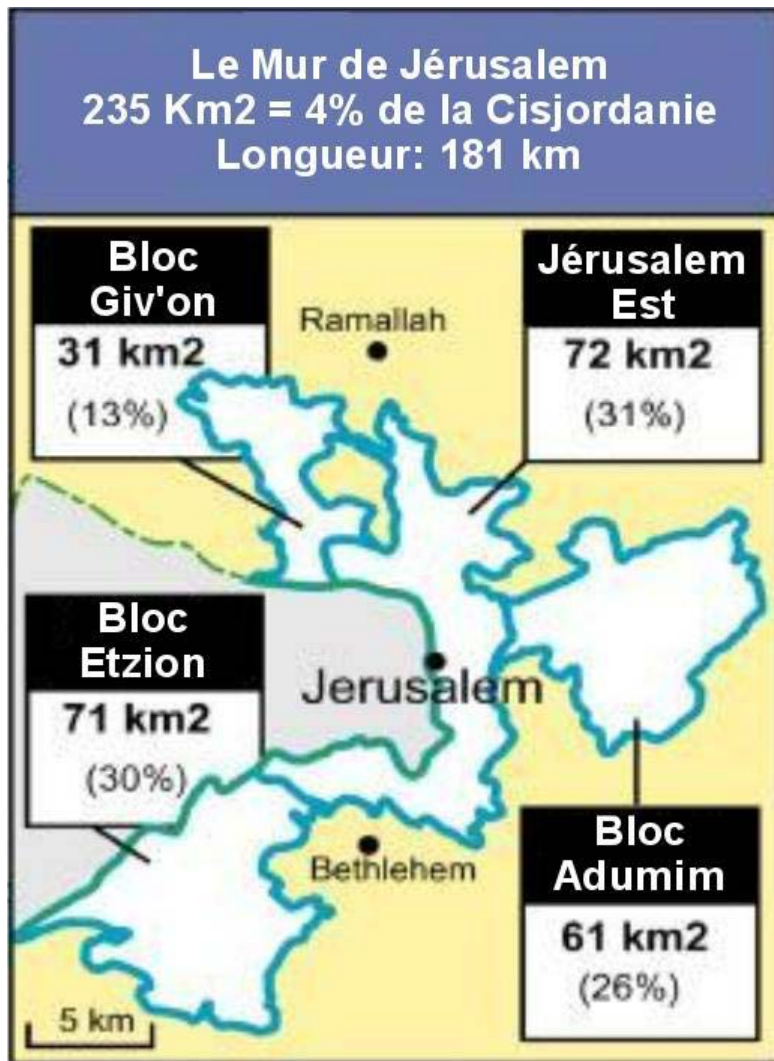 Le Mur de Jérusalem
235 Km2 = 4% de la Cisjordanie
Longueur: 181 km
Bloc
Giv'on
31 km2
(13%)
Ramallah
Jérusalem
Est
72 km2
(31%)
Bloc
Etzion
71 km2
(30%)
Jerusalem
Bethlehem
Bloc
Adumim
61 km2
(26%)
5 km